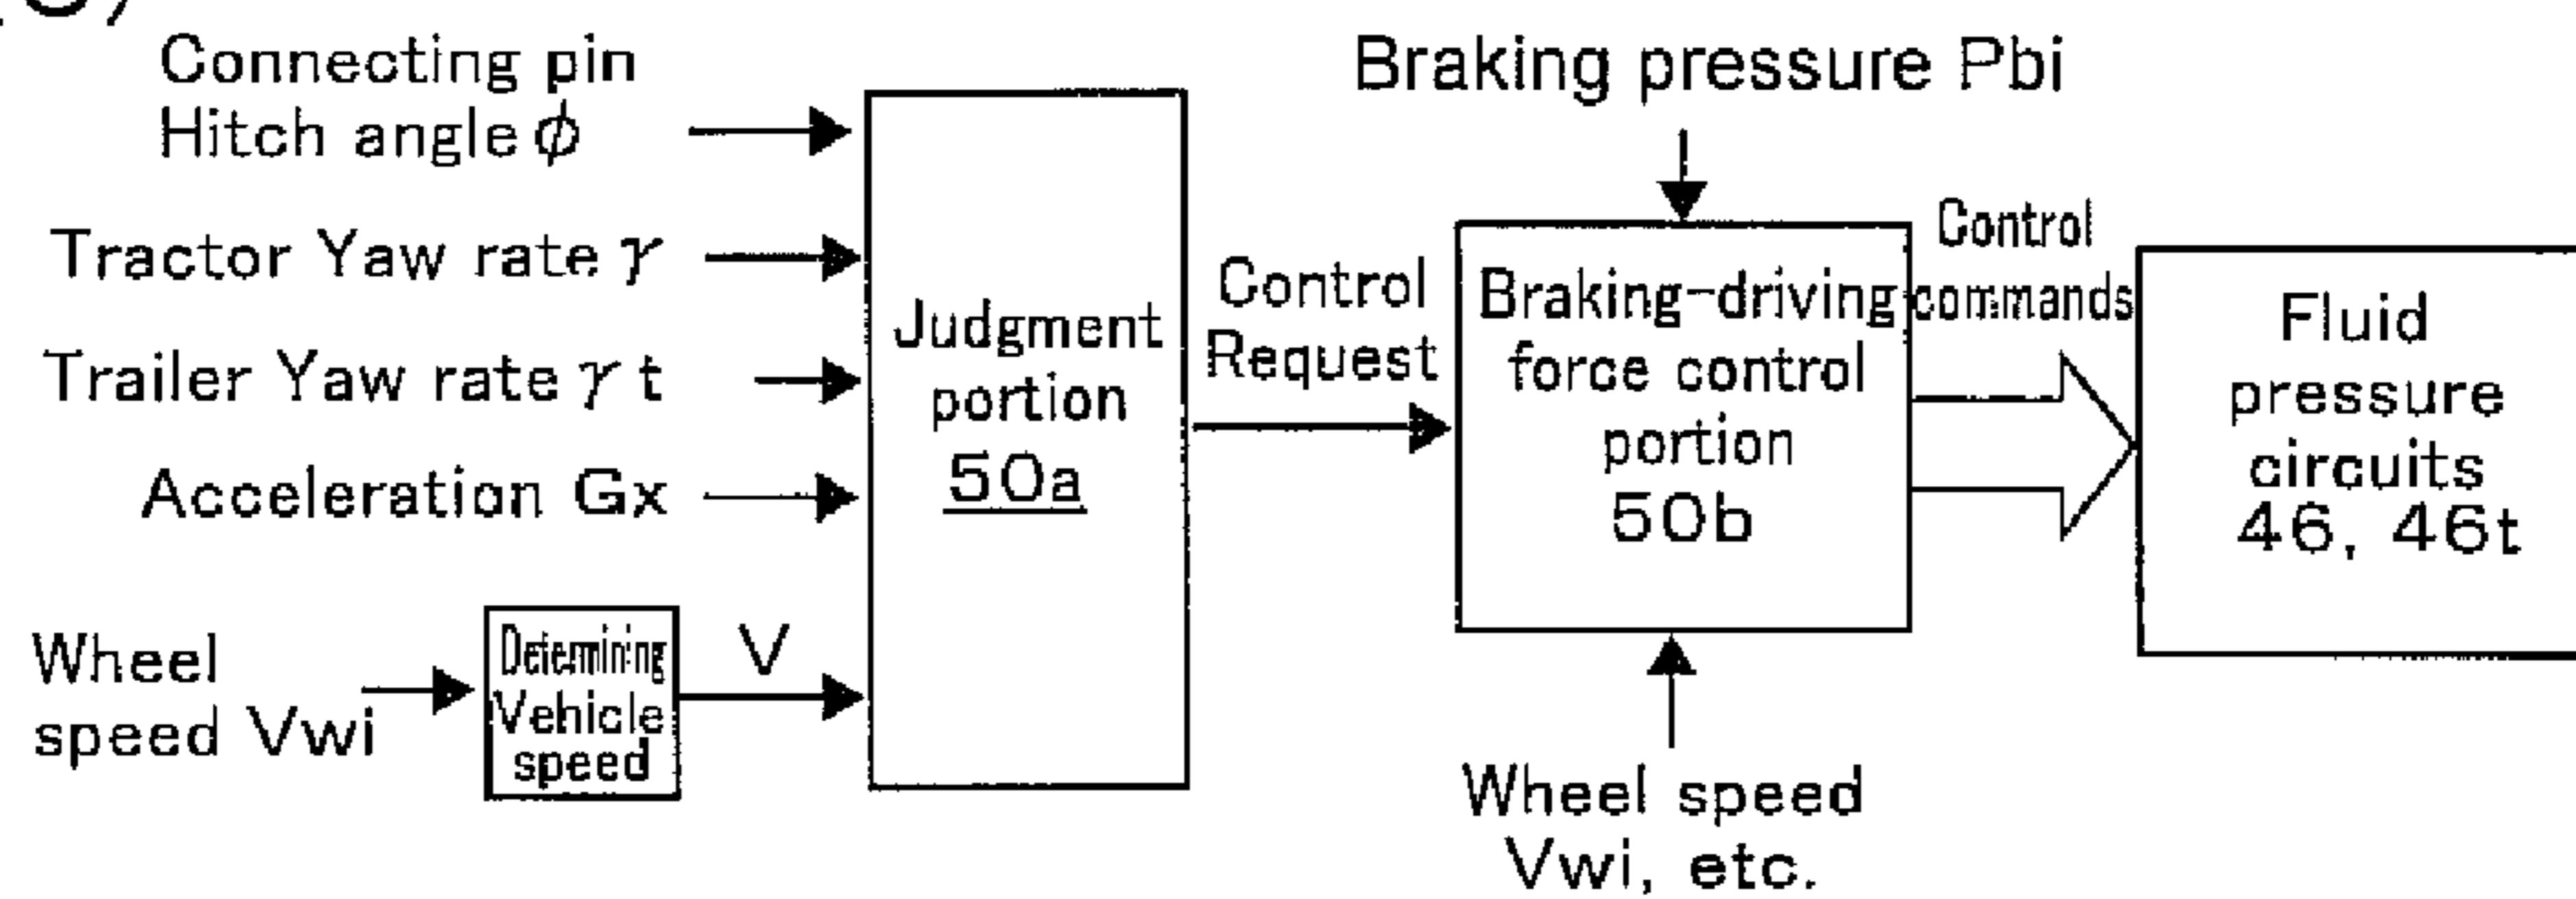 Connecting pin
Hitch angle ϕ
Tractor Yaw rate γ
Trailer Yaw rate γ t
Acceleration Gx
Wheel
speed Vwi
Determining
Vehicle
speed
V
Judgment
portion
50a
Control
Request
Braking pressure Pbi
Braking-driving
force control
portion
50b
Wheel speed
Vwi, etc.
Control
commands
Fluid
pressure
circuits
46, 46t